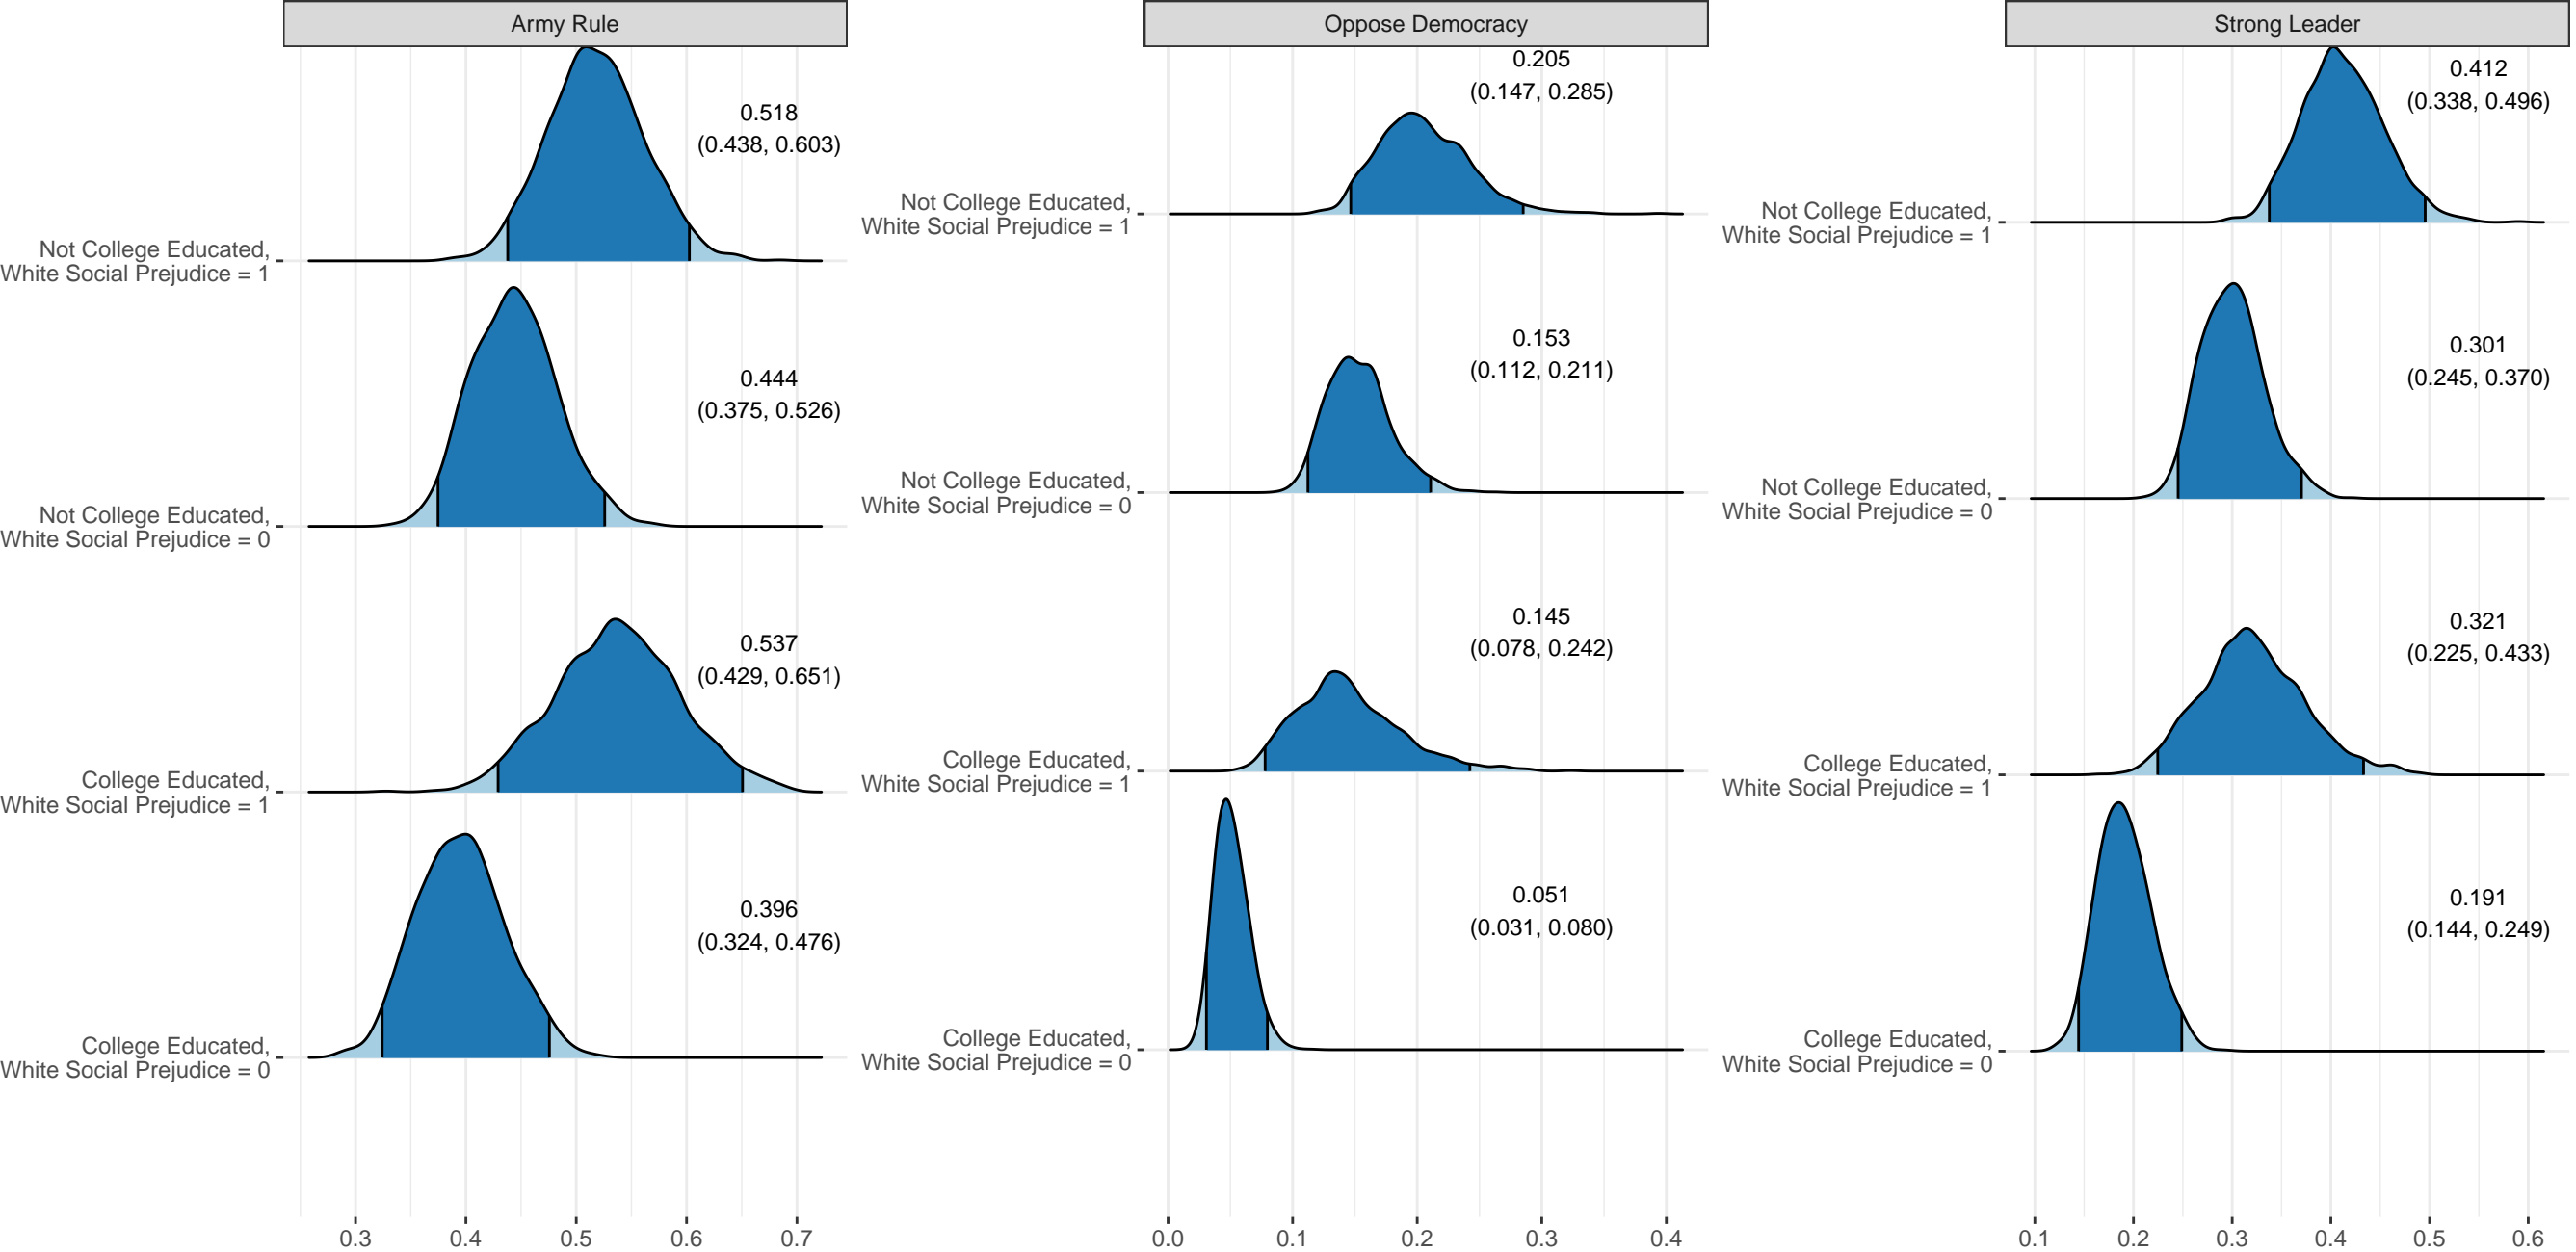 Army Rule
Not College Educated,
White Social Prejudice = 1
0.518
(0.438, 0.603)
Not College Educated,
White Social Prejudice = 0
0.444
(0.375, 0.526)
College Educated,
White Social Prejudice = 1
0.537
(0.429, 0.651)
College Educated,
White Social Prejudice = 0
0.396
(0.324, 0.476)
0.3 0.4 0.5 0.6 0.7
Oppose Democracy
Not College Educated,
White Social Prejudice = 1
0.205
(0.147, 0.285)
Not College Educated,
White Social Prejudice = 0
0.153
(0.112, 0.211)
College Educated,
White Social Prejudice = 1
0.145
(0.078, 0.242)
College Educated,
White Social Prejudice = 0
0.051
(0.031, 0.080)
0.0 0.1 0.2 0.3 0.4
Strong Leader
Not College Educated,
White Social Prejudice = 1
0.412
(0.338, 0.496)
Not College Educated,
White Social Prejudice = 0
0.301
(0.245, 0.370)
College Educated,
White Social Prejudice = 1
0.321
(0.225, 0.433)
College Educated,
White Social Prejudice = 0
0.191
(0.144, 0.249)
0.1 0.2 0.3 0.4 0.5 0.6